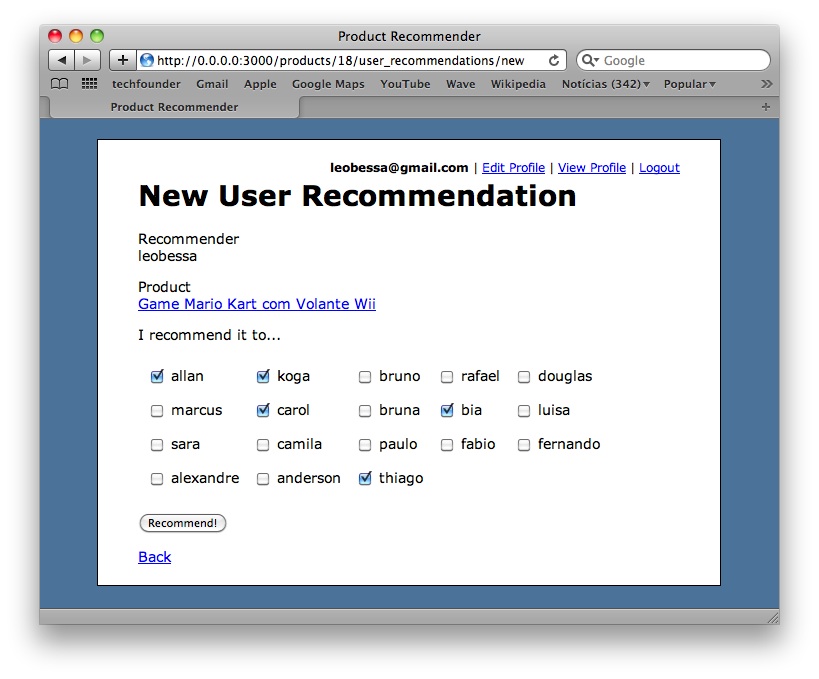 Product Recommender
http://0.0.0.0:3000/products/18/user_recommendations/new
Google
techfounder Gmail Apple Google Maps YouTube Wave Wikipedia Notícias (342) Popular
Product Recommender
leobessa@gmail.com | Edit Profile | View Profile | Logout
New User Recommendation
Recommender
leobessa
Product
Game Mario Kart com Volante Wii
I recommend it to...
allan koga bruno rafael douglas
marcus carol bruna bia luisa
sara camila paulo fabio fernando
alexandre anderson thiago
Recommend!
Back